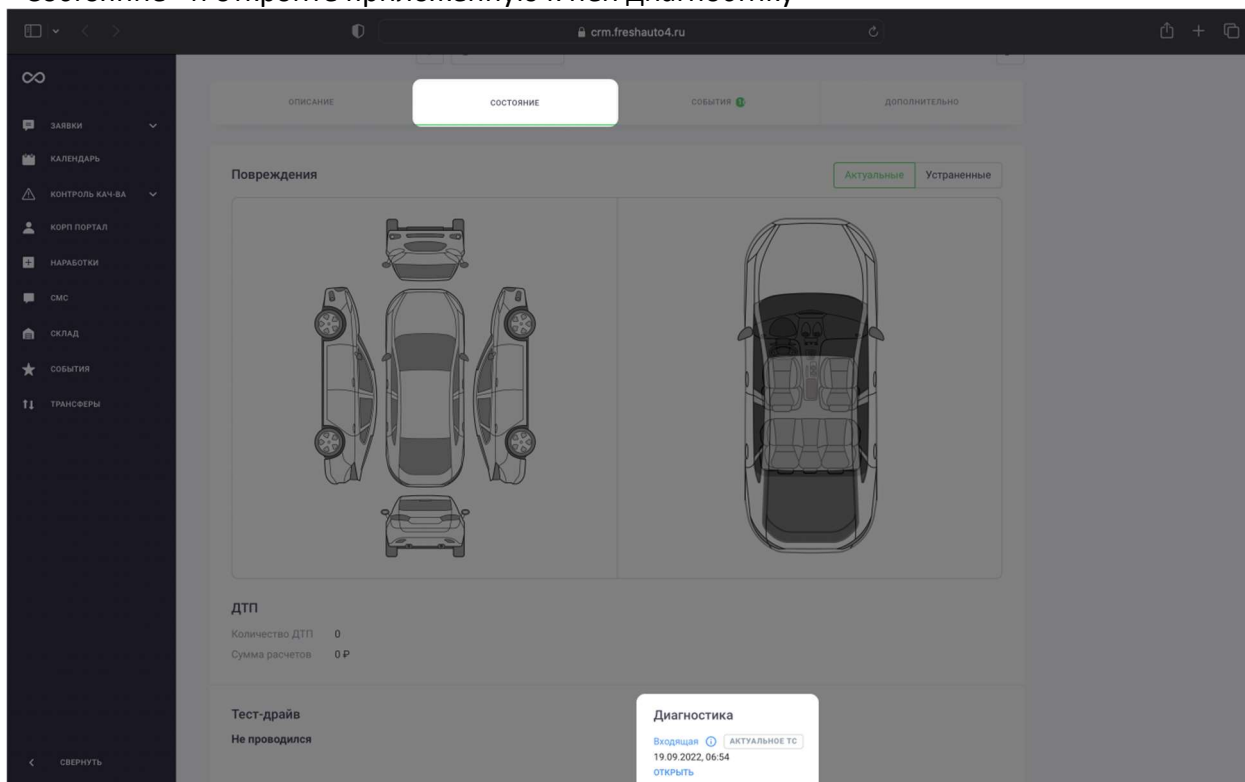 "Состояние" и откройте приложенную к ней диагностику
crm.freshauto4.ru
ОПИСАНИЕ
СОСТОЯНИЕ
СОБЫТИЯ
ДОПОЛНИТЕЛЬНО
ЗАЯВКИ
КАЛЕНДАРЬ
КОНТРОЛЬ КАЧ-ВА
КОРП ПОРТАЛ
НАРАБОТКИ
СМС
СКЛАД
СОБЫТИЯ
ТРАНСФЕРЫ
Повреждения
Актуальные
Устраненные
ДТП
Количество ДТП 0
Сумма расчетов 0 ₽
Тест-драйв
Не проводился
Диагностика
Входящая АКТУАЛЬНОЕ ТС
19.09.2022, 06:54
ОТКРЫТЬ
СВЕРНУТЬ